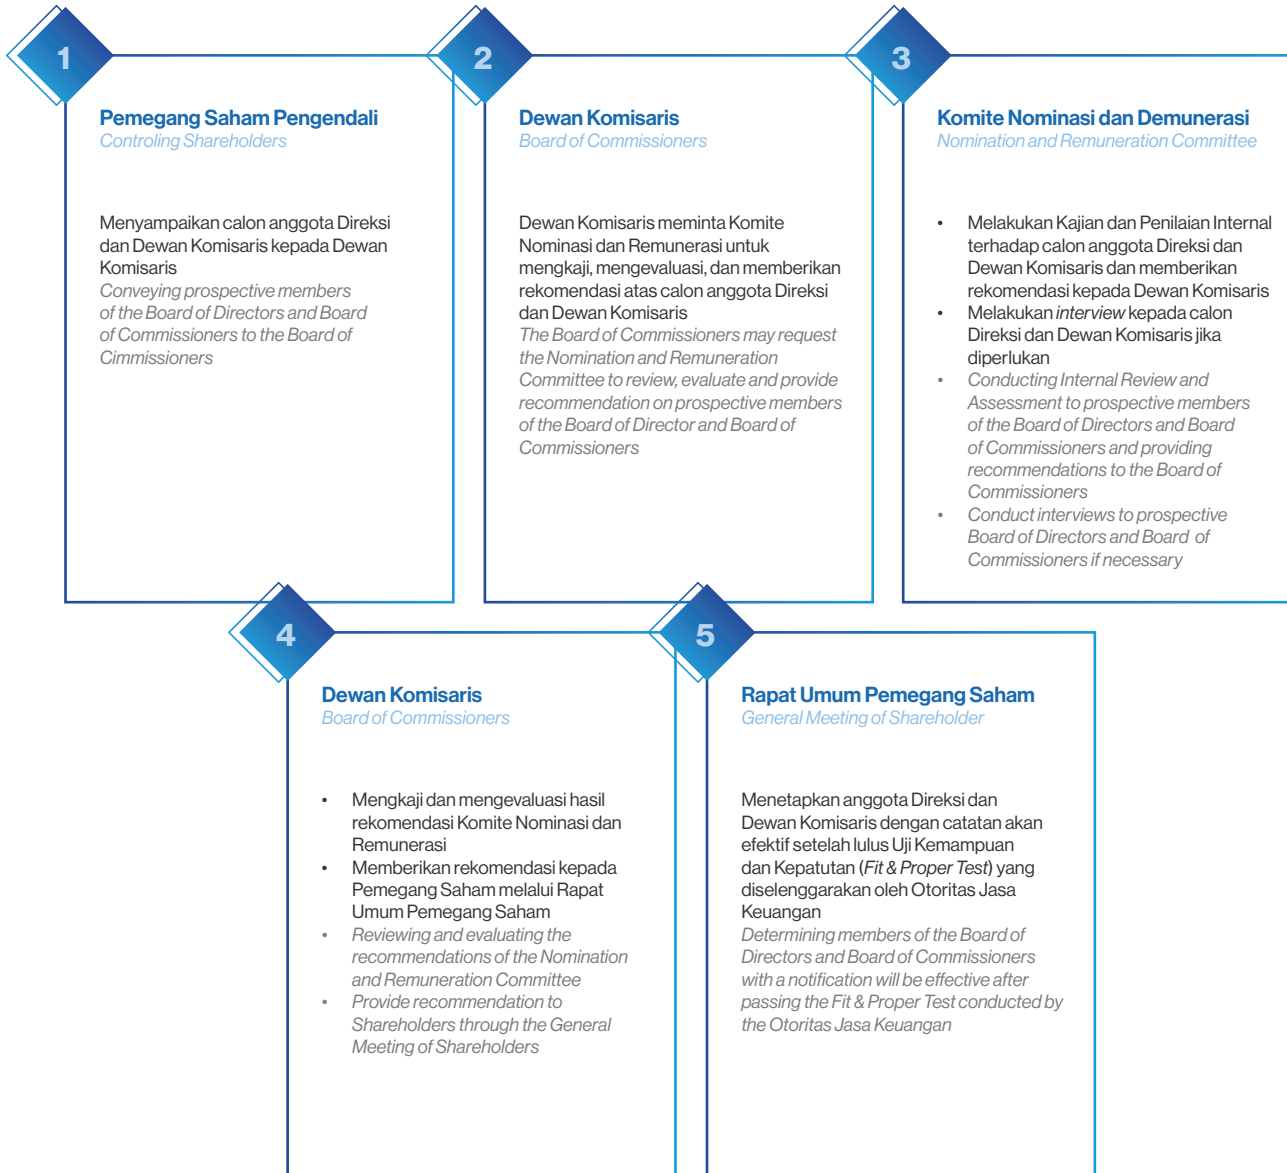 1
Pemegang Saham Pengendali
Controling Shareholders
Menyampaikan calon anggota Direksi
dan Dewan Komisaris kepada Dewan
Komisaris
Conveying prospective members
of the Board of Directors and Board
of Commissioners to the Board of
Cimmissioners
2
Dewan Komisaris
Board of Commissioners
Dewan Komisaris meminta Komite
Nominasi dan Remunerasi untuk
mengkaji, mengevaluasi, dan memberikan
rekomendasi atas calon anggota Direksi
dan Dewan Komisaris
The Board of Commissioners may request
the Nomination and Remuneration
Committee to review, evaluate and provide
recommendation on prospective members
of the Board of Director and Board of
Commissioners
3
Komite Nominasi dan Demunerasi
Nomination and Remuneration Committee
• Melakukan Kajian dan Penilaian Internal
terhadap calon anggota Direksi dan
Dewan Komisaris dan memberikan
rekomendasi kepada Dewan Komisaris
• Melakukan interview kepada calon
Direksi dan Dewan Komisaris jika
diperlukan
• Conducting Internal Review and
Assessment to prospective members
of the Board of Directors and Board
of Commissioners and providing
recommendations to the Board of
Commissioners
• Conduct interviews to prospective
Board of Directors and Board of
Commissioners if necessary
4
Dewan Komisaris
Board of Commissioners
• Mengkaji dan mengevaluasi hasil
rekomendasi Komite Nominasi dan
Remunerasi
• Memberikan rekomendasi kepada
Pemegang Saham melalui Rapat
Umum Pemegang Saham
• Reviewing and evaluating the
recommendations of the Nomination
and Remuneration Committee
• Provide recommendation to
Shareholders through the General
Meeting of Shareholders
5
Rapat Umum Pemegang Saham
General Meeting of Shareholder
Menetapkan anggota Direksi dan
Dewan Komisaris dengan catatan akan
efektif setelah lulus Uji Kemampuan
dan Kepatutan (Fit & Proper Test) yang
diselenggarakan oleh Otoritas Jasa
Keuangan
Determining members of the Board of
Directors and Board of Commissioners
with a notification will be effective after
passing the Fit & Proper Test conducted by
the Otoritas Jasa Keuangan